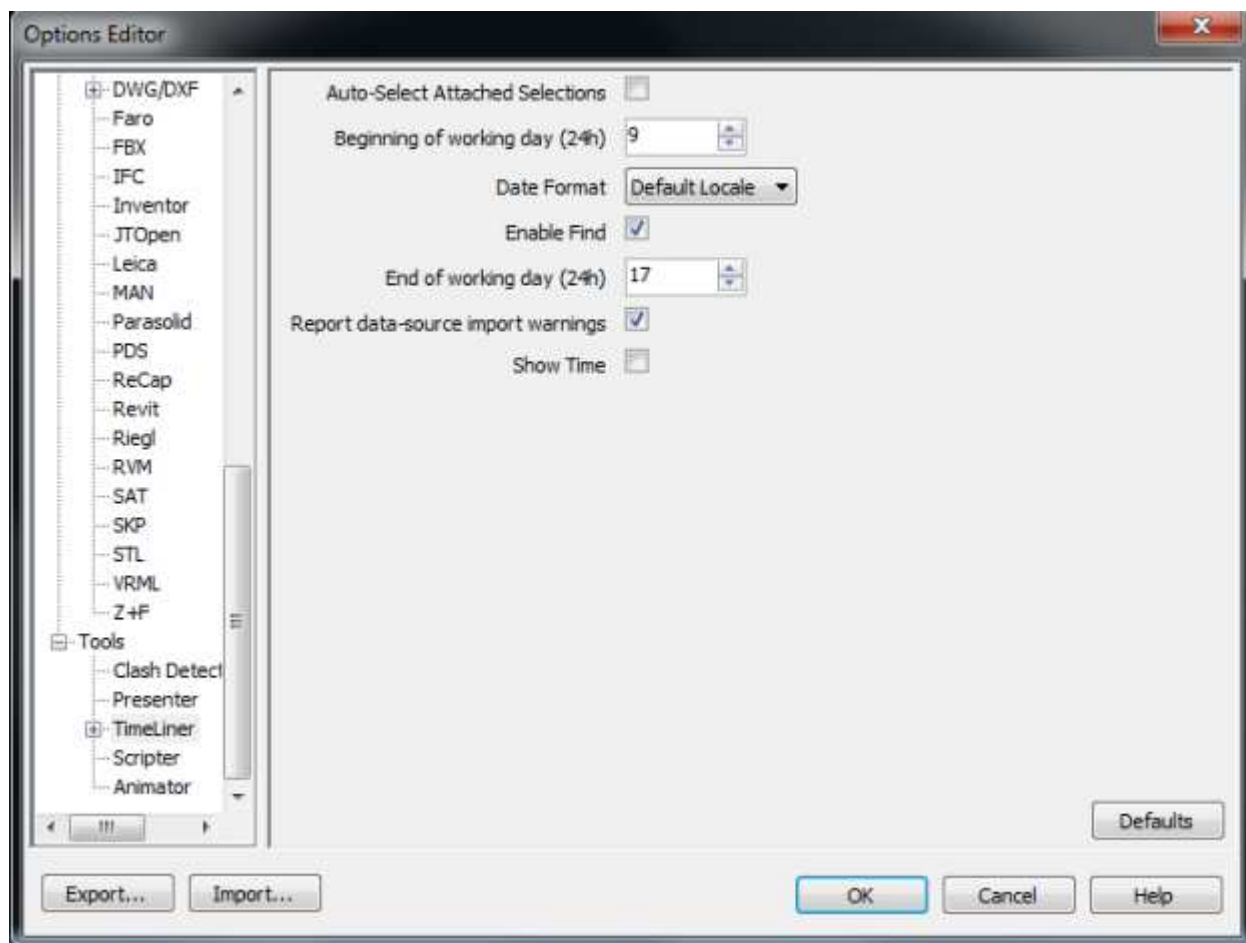 Options Editor
DWG/DXF
Faro
FBX
IFC
Inventor
JTOpen
Leica
MAN
Parasolid
PDS
ReCap
Revit
Riegl
RVM
SAT
SKP
STL
VRML
Z+F
Tools
Clash Detect
Presenter
TimeLiner
Scripter
Animator
Auto-Select Attached Selections
Beginning of working day (24h) 9
Date Format Default Locale
Enable Find
End of working day (24h) 17
Report data-source import warnings
Show Time
Defaults
Export... Import... OK Cancel Help